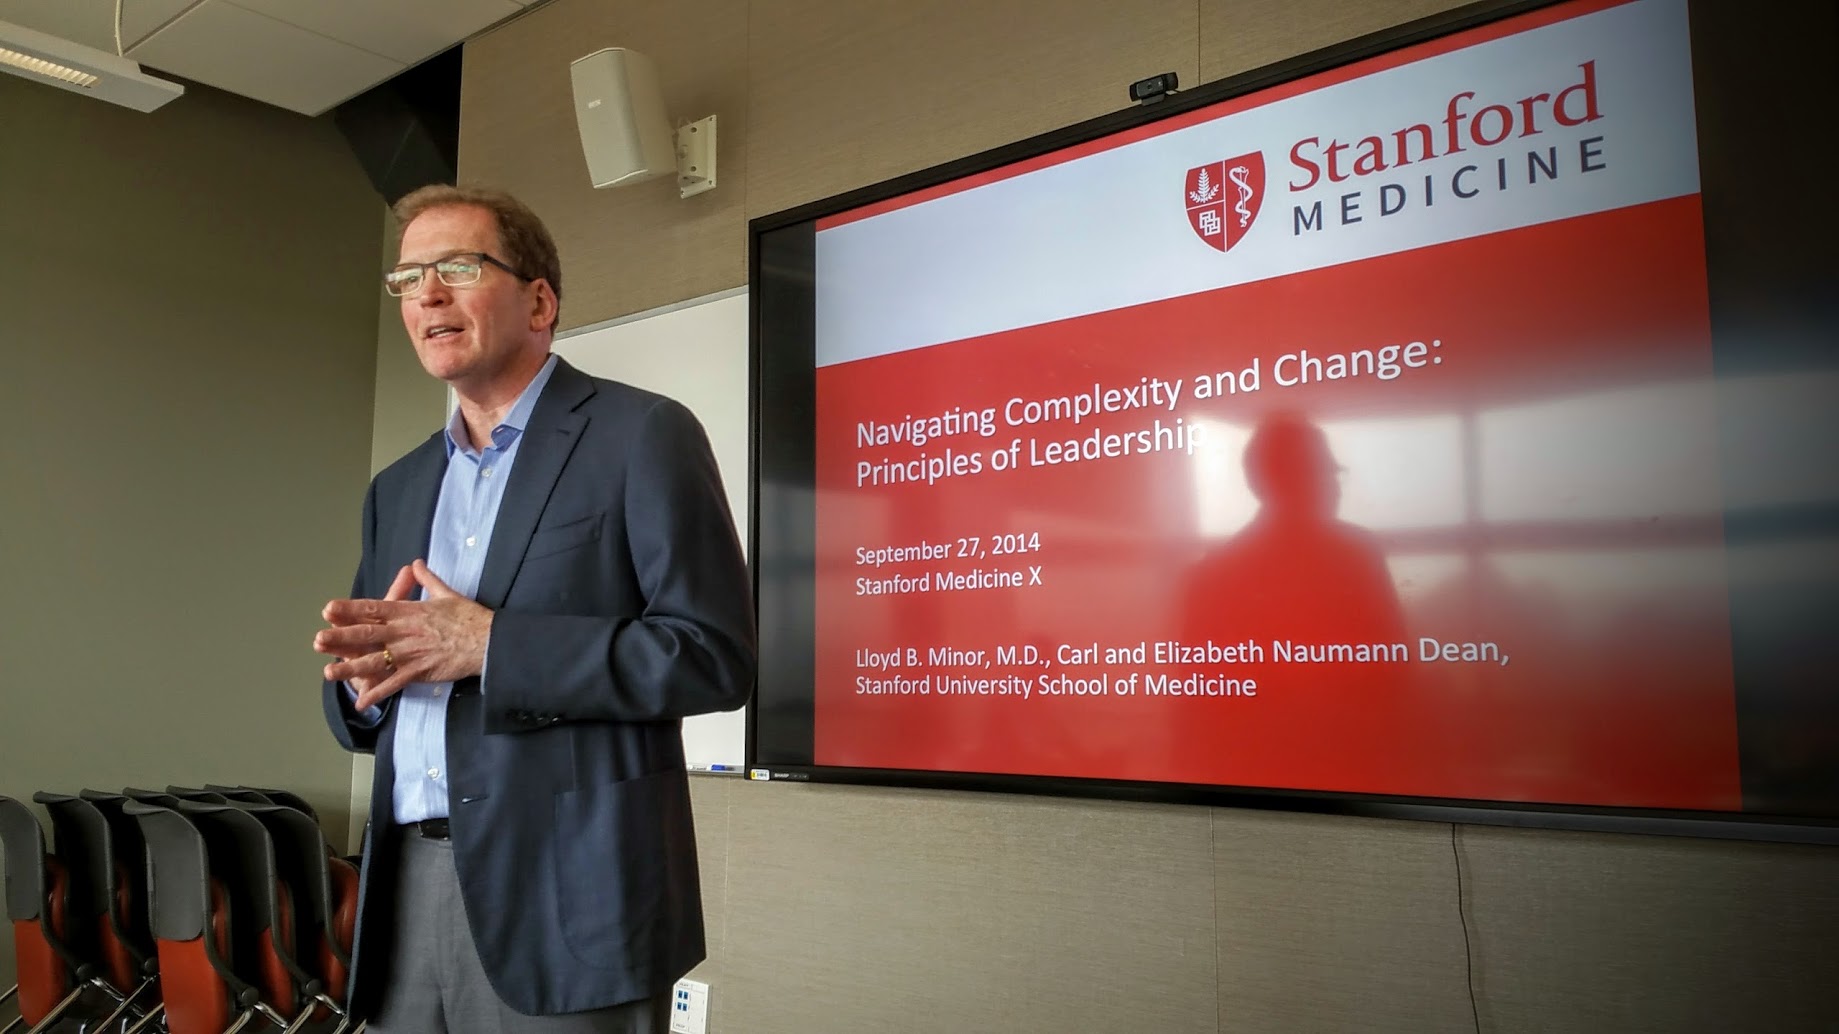 Stanford
MEDICINE
Navigating Complexity and Change:
Principles of Leadership
September 27, 2014
Stanford Medicine X
Lloyd B. Minor, M.D., Carl and Elizabeth Naumann Dean,
Stanford University School of Medicine
SHARP